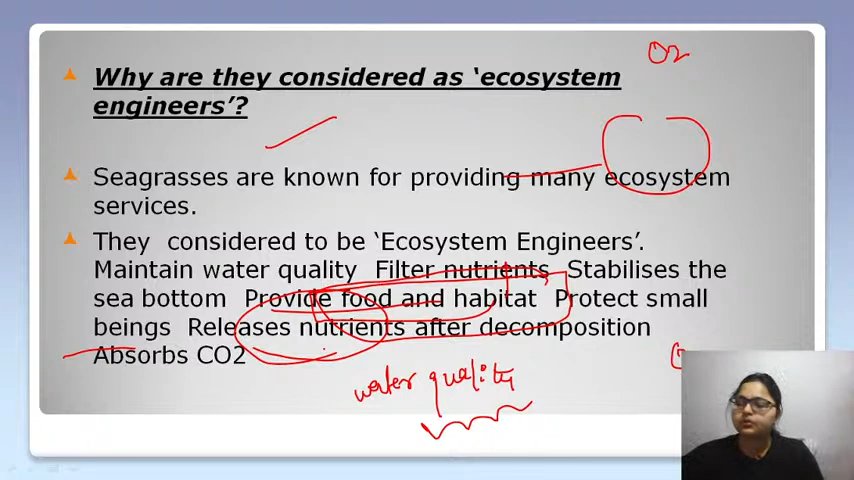 O2
Why are they considered as ‘ecosystem
engineers’?
Seagrasses are known for providing many ecosystem
services.
They considered to be ‘Ecosystem Engineers’.
Maintain water quality Filter nutrients Stabilises the
sea bottom Provide food and habitat Protect small
beings Releases nutrients after decomposition
Absorbs CO2
water quality